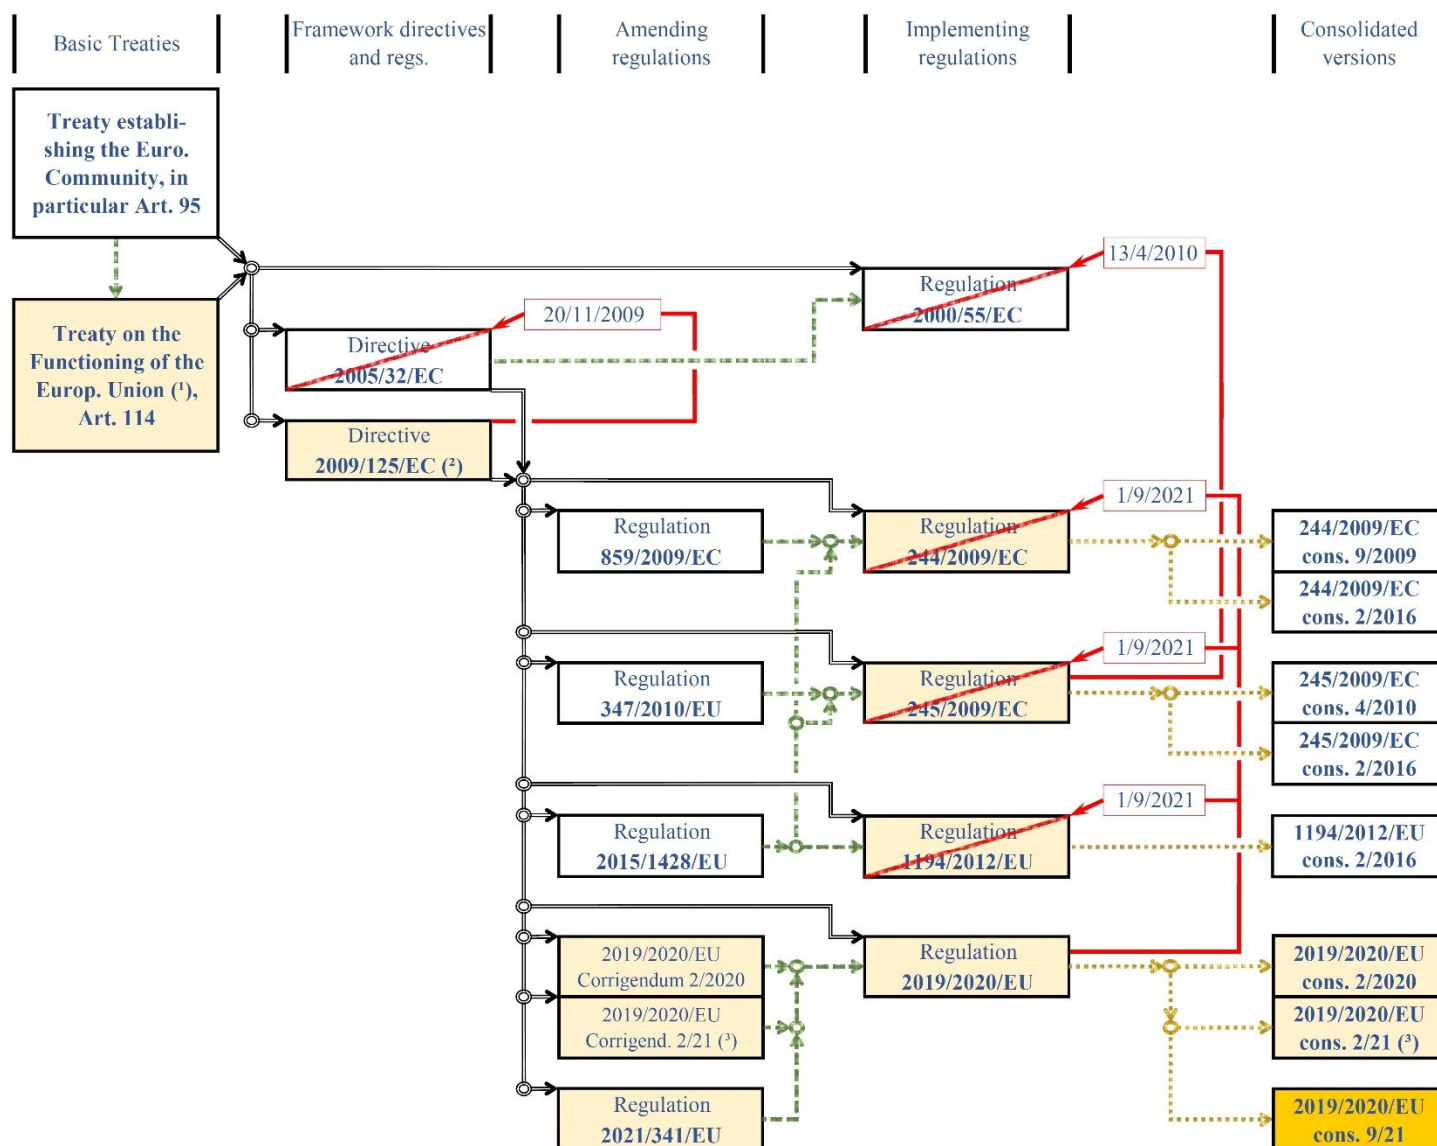 Basic Treaties
Framework directives
and regs.
Amending
regulations
Implementing
regulations
Consolidated
versions
Treaty establi-
shing the Euro.
Community, in
particular Art. 95
Treaty on the
Functioning of the
Europ. Union (¹),
Art. 114
13/4/2010
Regulation
2000/55/EC
20/11/2009
Directive
2005/32/EC
Directive
2009/125/EC (²)
1/9/2021
Regulation
859/2009/EC
Regulation
244/2009/EC
244/2009/EC
cons. 9/2009
244/2009/EC
cons. 2/2016
1/9/2021
Regulation
347/2010/EU
Regulation
245/2009/EC
245/2009/EC
cons. 4/2010
245/2009/EC
cons. 2/2016
1/9/2021
Regulation
2015/1428/EU
Regulation
1194/2012/EU
1194/2012/EU
cons. 2/2016
2019/2020/EU
Corrigendum 2/2020
Regulation
2019/2020/EU
2019/2020/EU
cons. 2/2020
2019/2020/EU
Corrigend. 2/21 (³)
2019/2020/EU
cons. 2/21 (³)
Regulation
2021/341/EU
2019/2020/EU
cons. 9/21